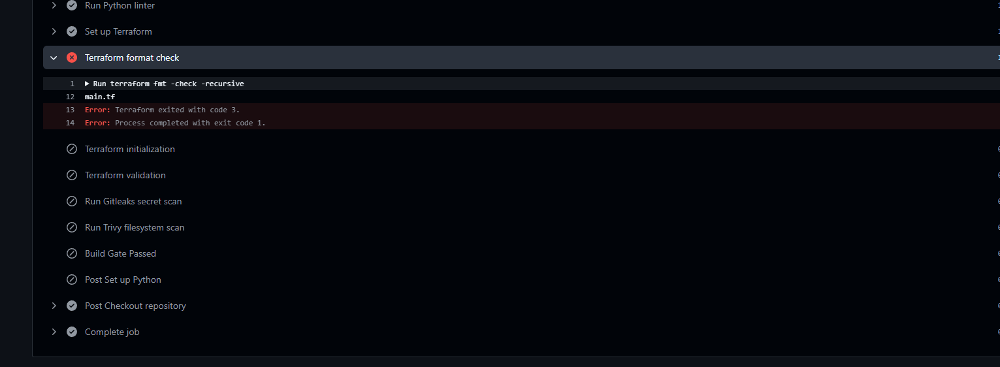 Run Python linter
Set up Terraform
Terraform format check
1 Run terraform fmt -check -recursive
12 main.tf
13 Error: Terraform exited with code 3.
14 Error: Process completed with exit code 1.
Terraform initialization
Terraform validation
Run Gitleaks secret scan
Run Trivy filesystem scan
Build Gate Passed
Post Set up Python
Post Checkout repository
Complete job